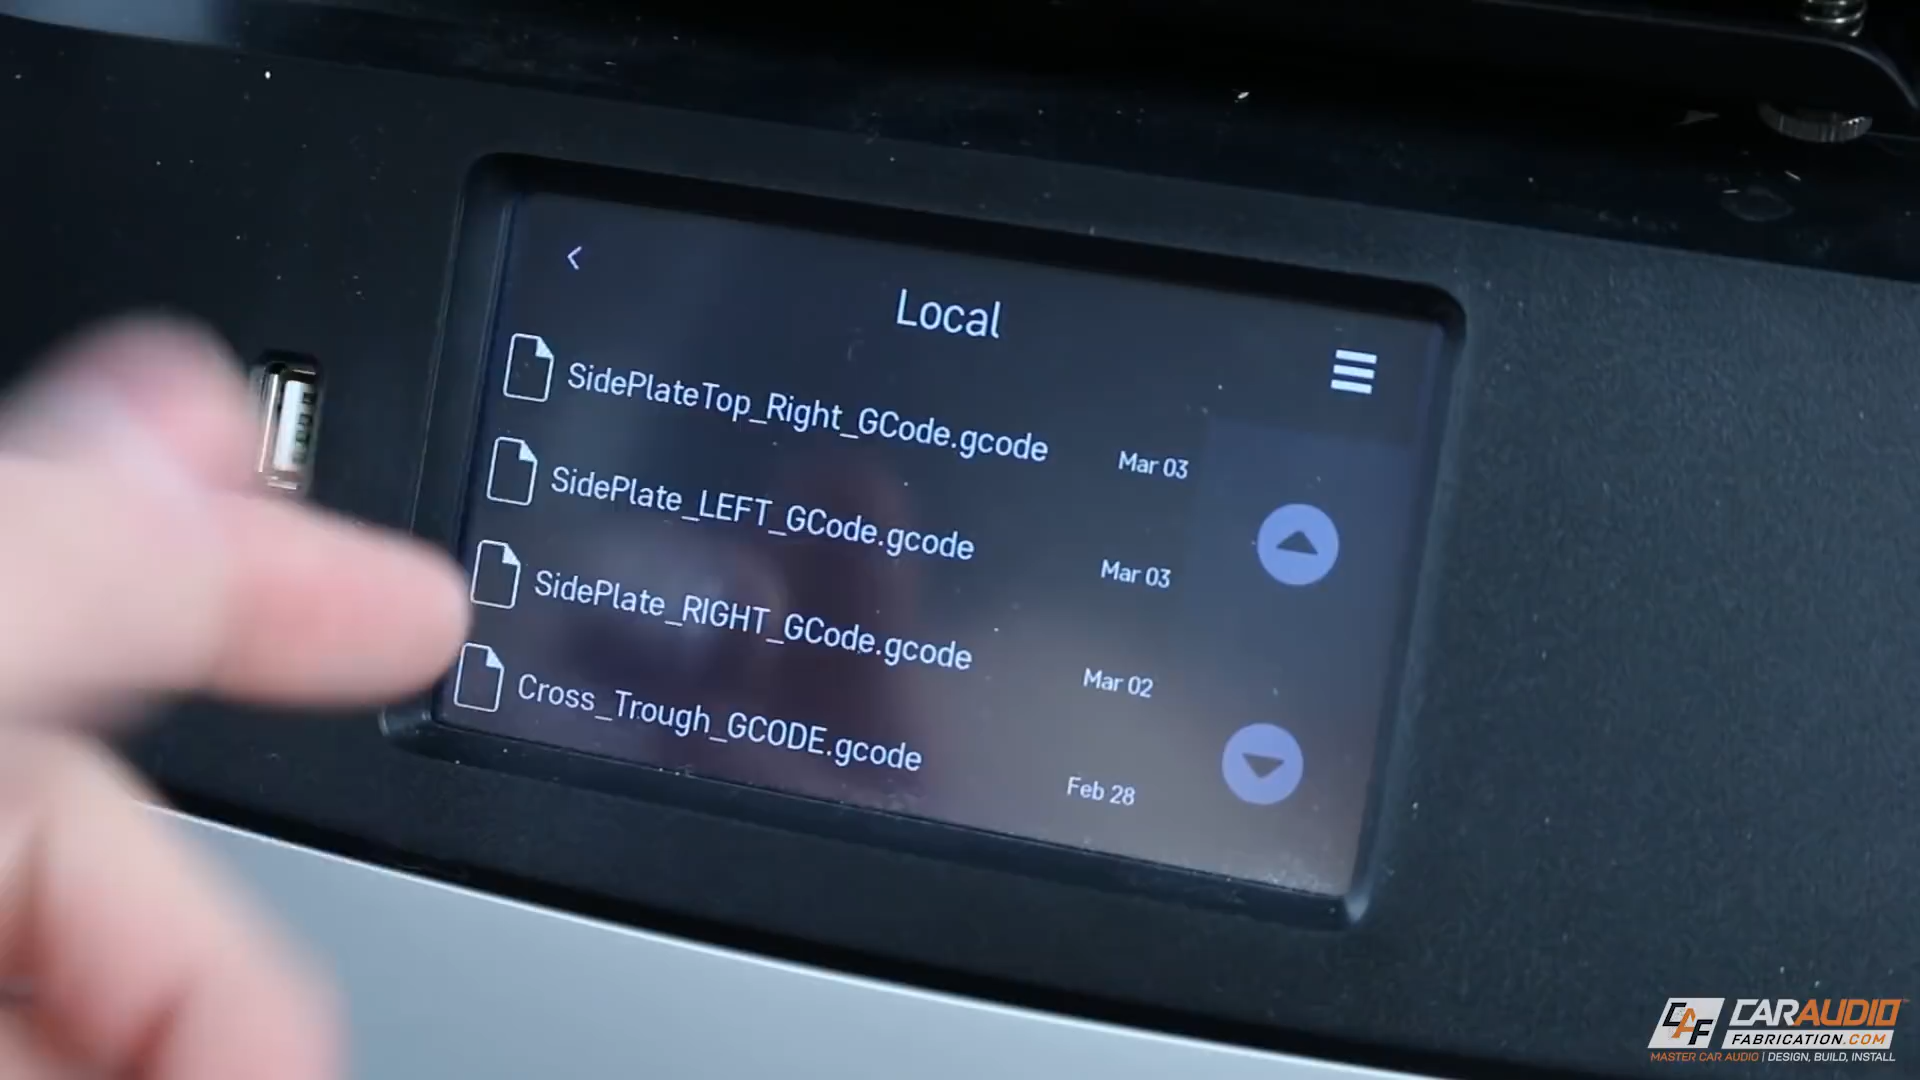 Local
SidePlateTop_Right_GCode.gcode Mar 03
SidePlate_LEFT_GCode.gcode Mar 03
SidePlate_RIGHT_GCode.gcode Mar 02
Cross_Trough_GCODE.gcode Feb 28
CAF CARAUDIO
FABRICATION.COM
MASTER CAR AUDIO | DESIGN, BUILD, INSTALL